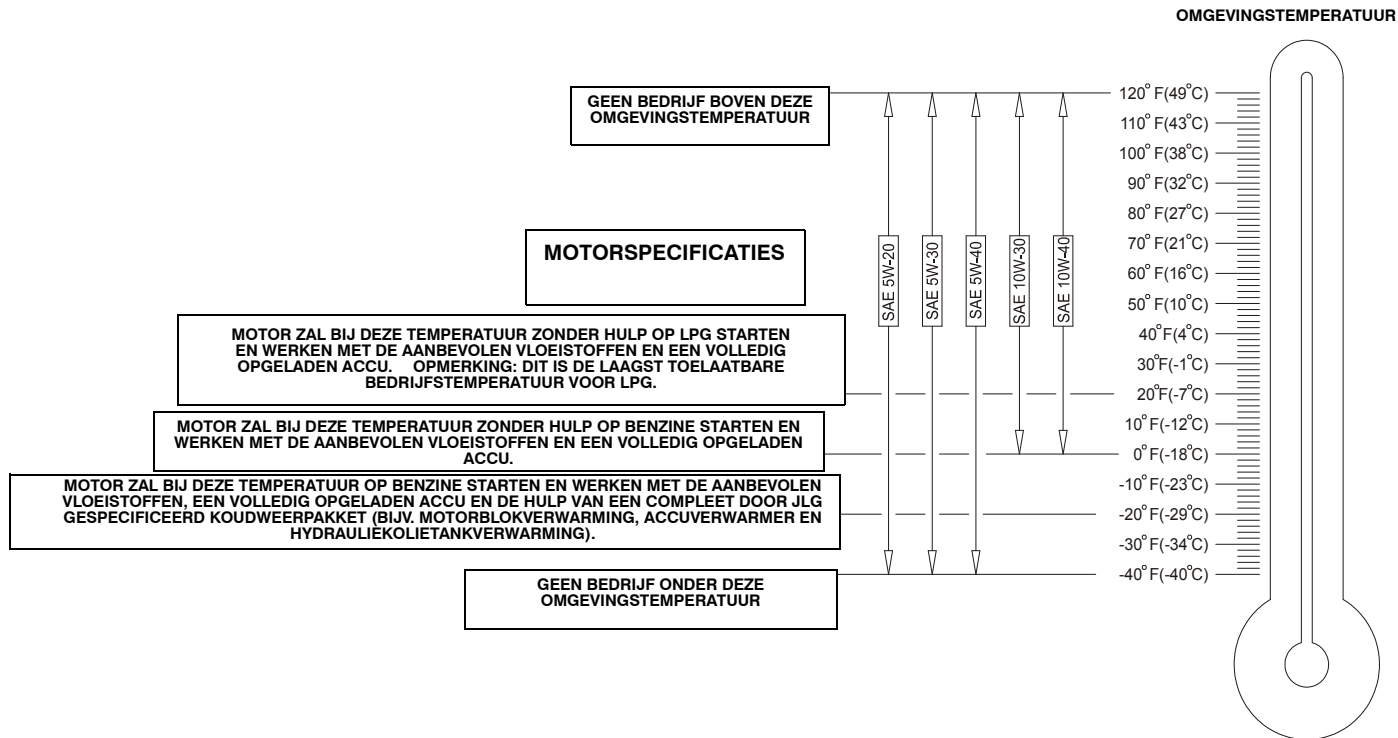 OMGEVINGSTEMPERATUUR
GEEN BEDRIJF BOVEN DEZE
OMGEVINGSTEMPERATUUR
120° F(49°C)
110° F(43°C)
100° F(38°C)
90° F(32°C)
80° F(27°C)
70° F(21°C)
60° F(16°C)
50° F(10°C)
40°F(4°C)
30°F(-1°C)
20°F(-7°C)
10°F(-12°C)
0°F(-18°C)
-10°F(-23°C)
-20°F(-29°C)
-30°F(-34°C)
-40°F(-40°C)
SAE 5W-20
SAE 5W-30
SAE 5W-40
SAE 10W-30
SAE 10W-40
MOTORSPECIFICATIES
MOTOR ZAL BIJ DEZE TEMPERATUUR ZONDER HULP OP LPG STARTEN
EN WERKEN MET DE AANBEVOLEN VLOEISTOFFEN EN EEN VOLLEDIG
OPGELADEN ACCU. OPMERKING: DIT IS DE LAAGST TOELAATBARE
BEDRIJFSTEMPERATUUR VOOR LPG.
MOTOR ZAL BIJ DEZE TEMPERATUUR ZONDER HULP OP BENZINE STARTEN EN
WERKEN MET DE AANBEVOLEN VLOEISTOFFEN EN EEN VOLLEDIG OPGELADEN
ACCU.
MOTOR ZAL BIJ DEZE TEMPERATUUR OP BENZINE STARTEN EN WERKEN MET DE AANBEVOLEN
VLOEISTOFFEN, EEN VOLLEDIG OPGELADEN ACCU EN DE HULP VAN EEN COMPLEET DOOR JLG
GESPECIFICEERD KOUDWEERPAKKET (BIJV. MOTORBLOKVERWARMING, ACCUVERWARMER EN
HYDRAULIEKOLIETANKVERWARMING).
GEEN BEDRIJF ONDER DEZE
OMGEVINGSTEMPERATUUR